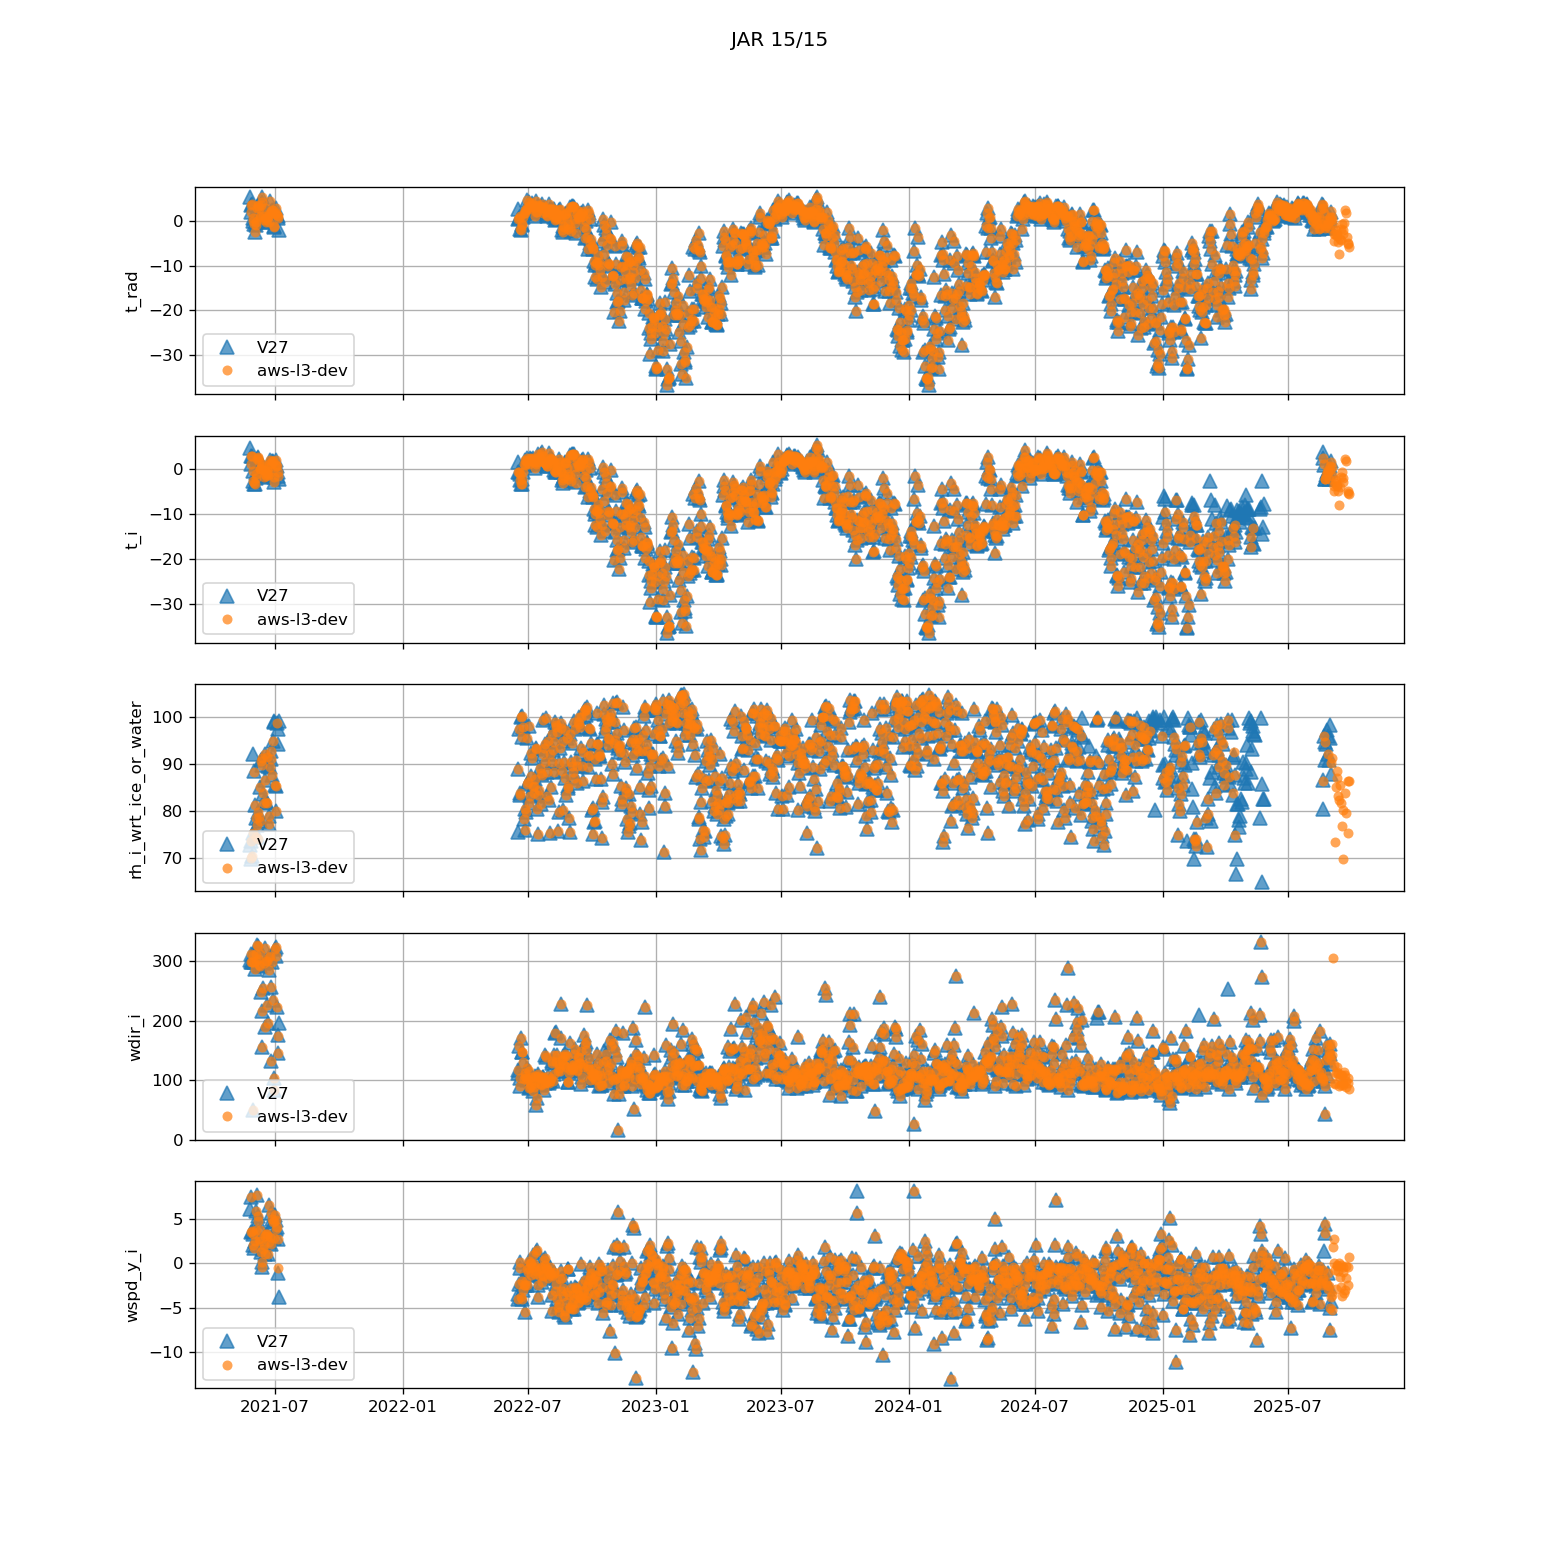 JAR 15/15
t_rad
0
−10
−20
−30
V27
aws-l3-dev
t_i
0
−10
−20
−30
V27
aws-l3-dev
rh_i_wrt_ice_or_water
100
90
80
70
V27
aws-l3-dev
wdir_i
300
200
100
0
V27
aws-l3-dev
wspd_y_i
5
0
−5
−10
V27
aws-l3-dev
2021-07 2022-01 2022-07 2023-01 2023-07 2024-01 2024-07 2025-01 2025-07